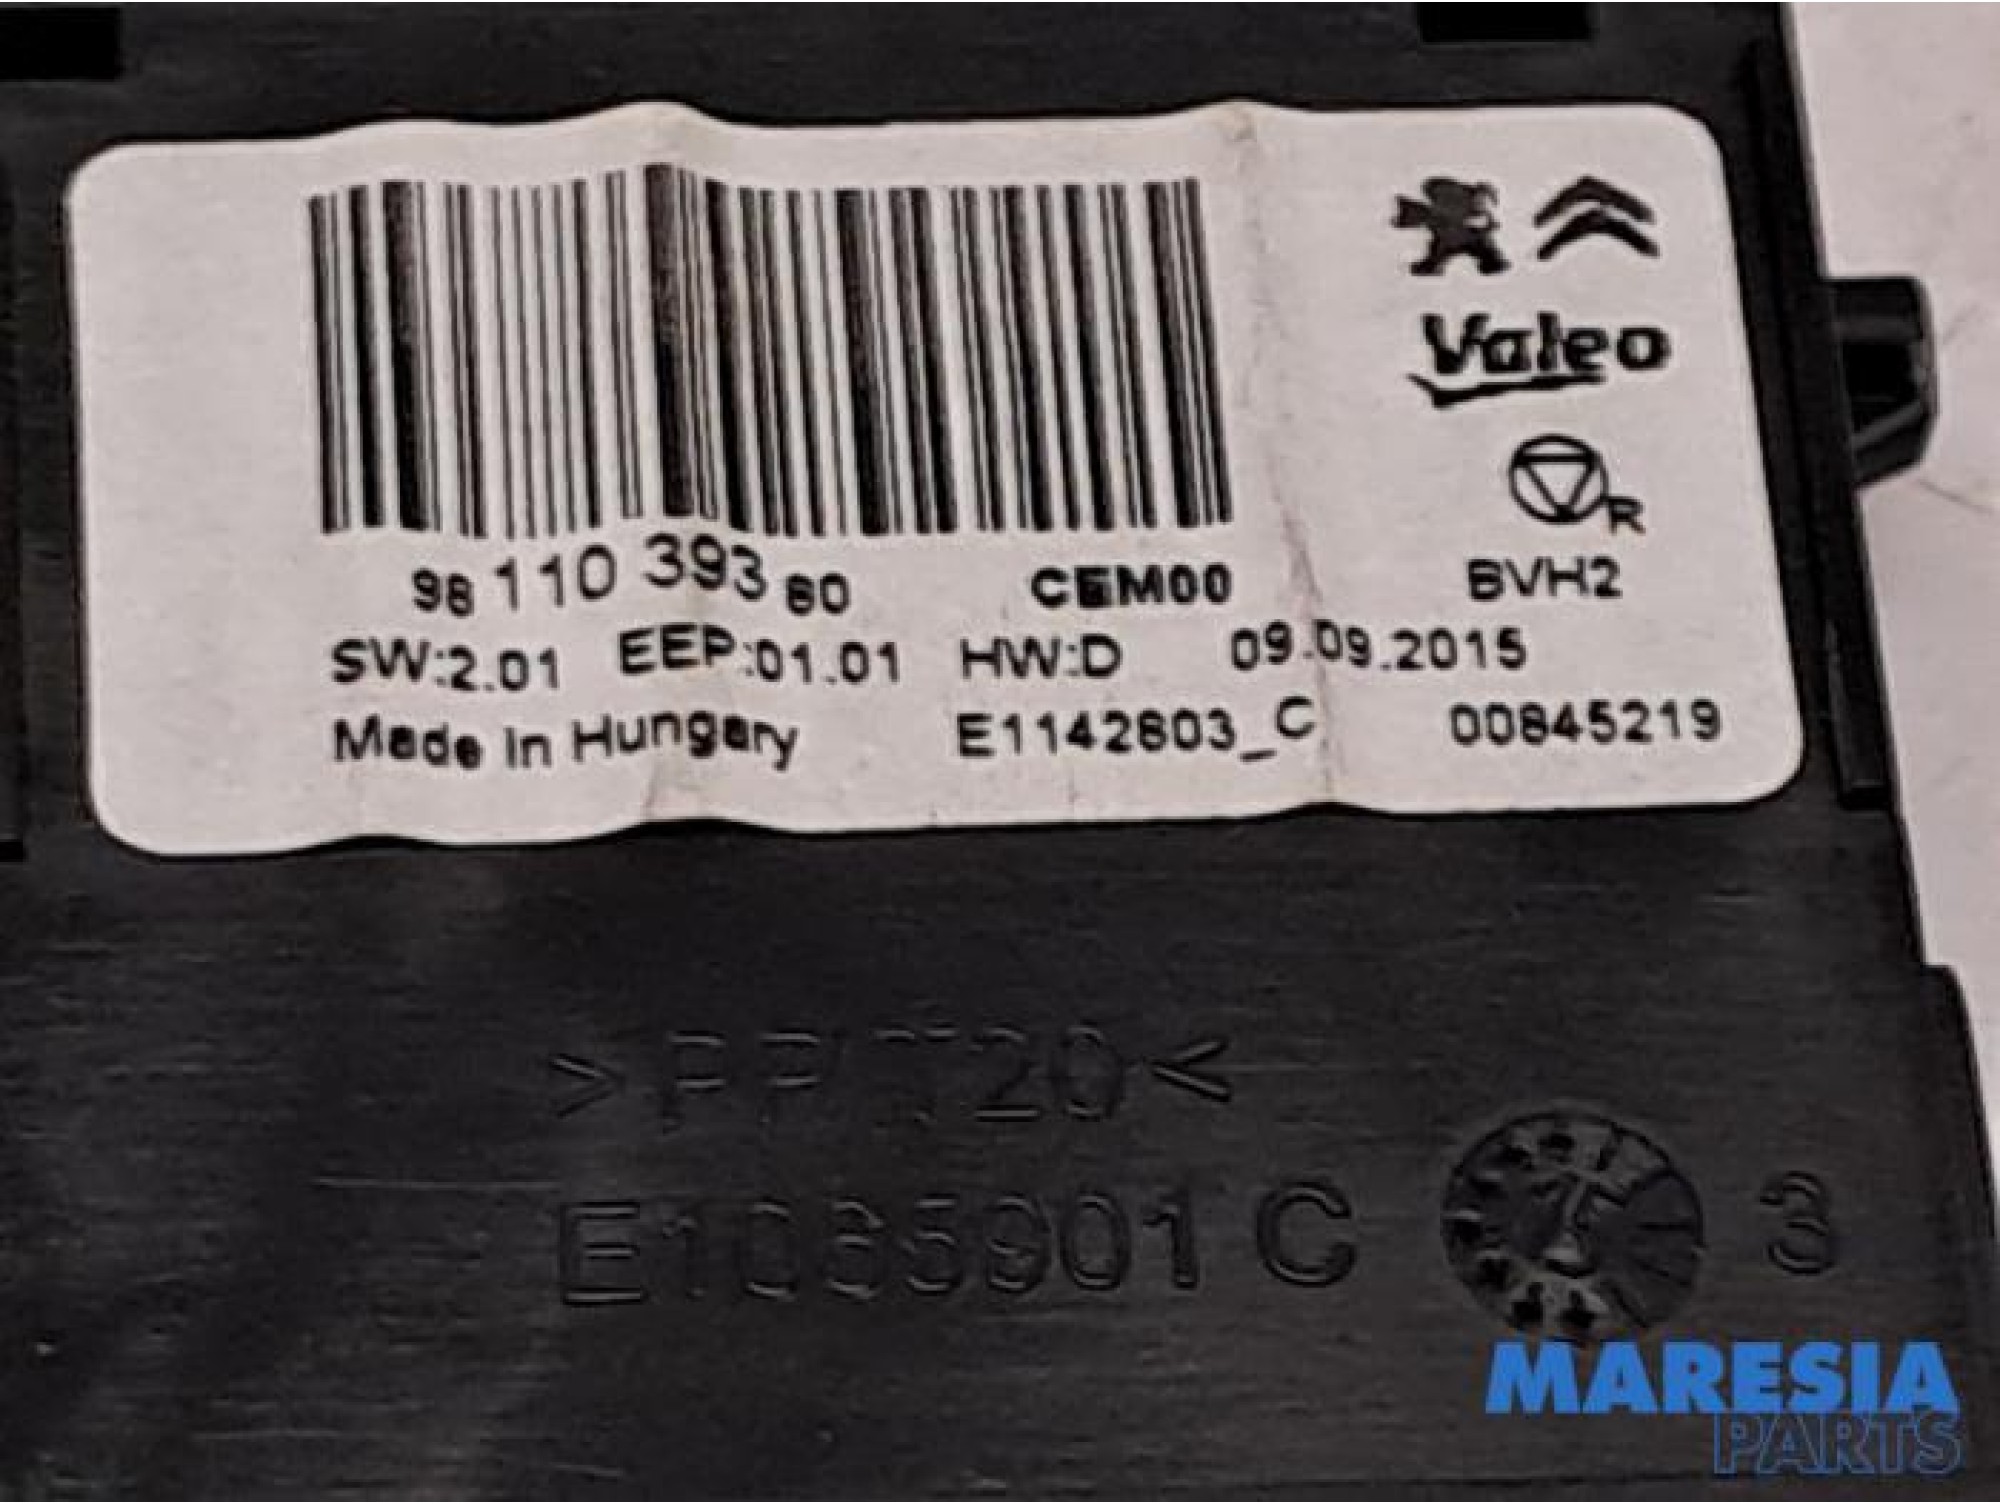 Valeo
R
98 110 393 80 CEM00 BVH2
SW:2.01 EEP:01.01 HW:D 09.09.2015
Made in Hungary E1142803_C 00845219
>PP/T20<
E1065901 C 3
MARESIA
PARTS